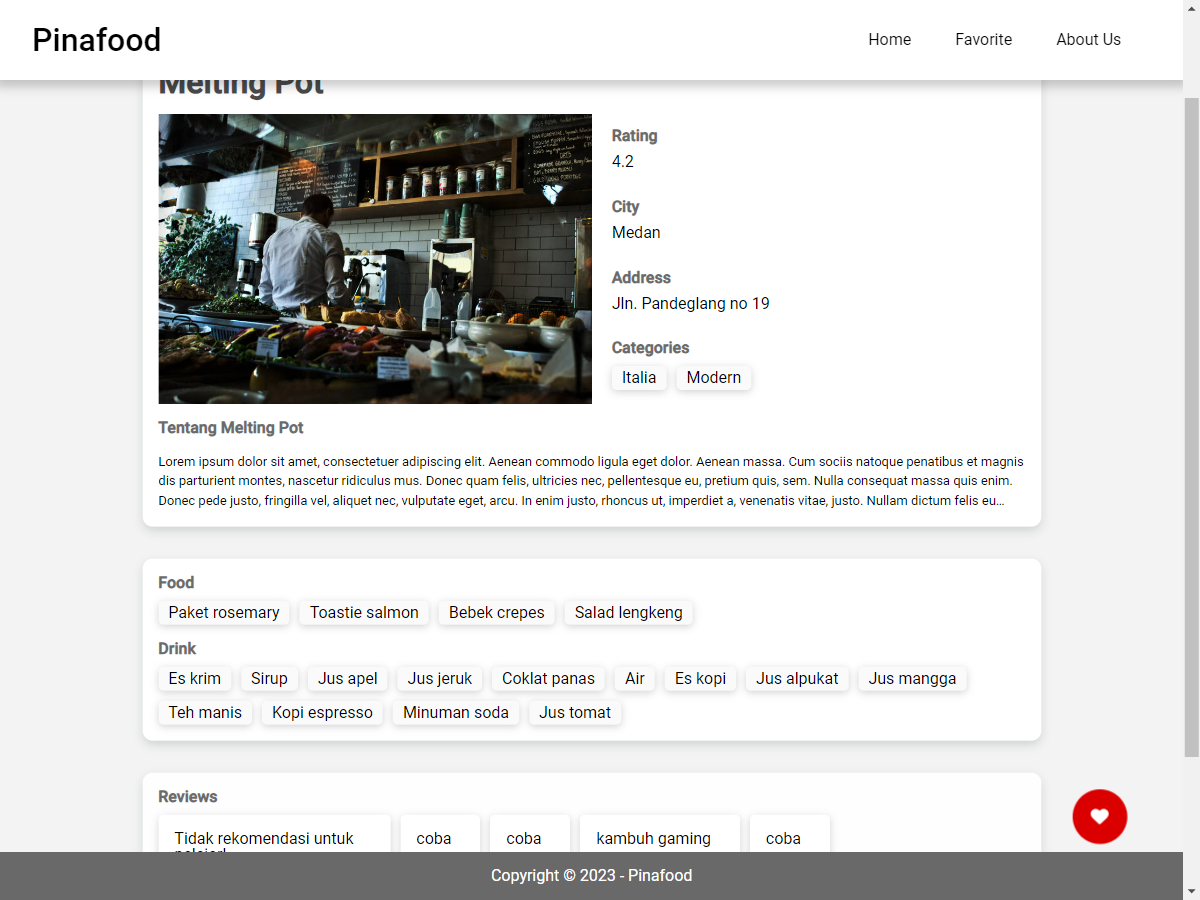 Pinafood
Home
Favorite
About Us
Melting Pot
Rating
4.2
City
Medan
Address
Jln. Pandeglang no 19
Categories
Italia
Modern
Tentang Melting Pot
Lorem ipsum dolor sit amet, consectetuer adipiscing elit. Aenean commodo ligula eget dolor. Aenean massa. Cum sociis natoque penatibus et magnis
dis parturient montes, nascetur ridiculus mus. Donec quam felis, ultricies nec, pellentesque eu, pretium quis, sem. Nulla consequat massa quis enim.
Donec pede justo, fringilla vel, aliquet nec, vulputate eget, arcu. In enim justo, rhoncus ut, imperdiet a, venenatis vitae, justo. Nullam dictum felis eu...
Food
Paket rosemary
Toastie salmon
Bebek crepes
Salad lengkeng
Drink
Es krim
Sirup
Jus apel
Jus jeruk
Coklat panas
Air
Es kopi
Jus alpukat
Jus mangga
Teh manis
Kopi espresso
Minuman soda
Jus tomat
Reviews
Tidak rekomendasi untuk
coba
coba
kambuh gaming
coba
Copyright © 2023 - Pinafood